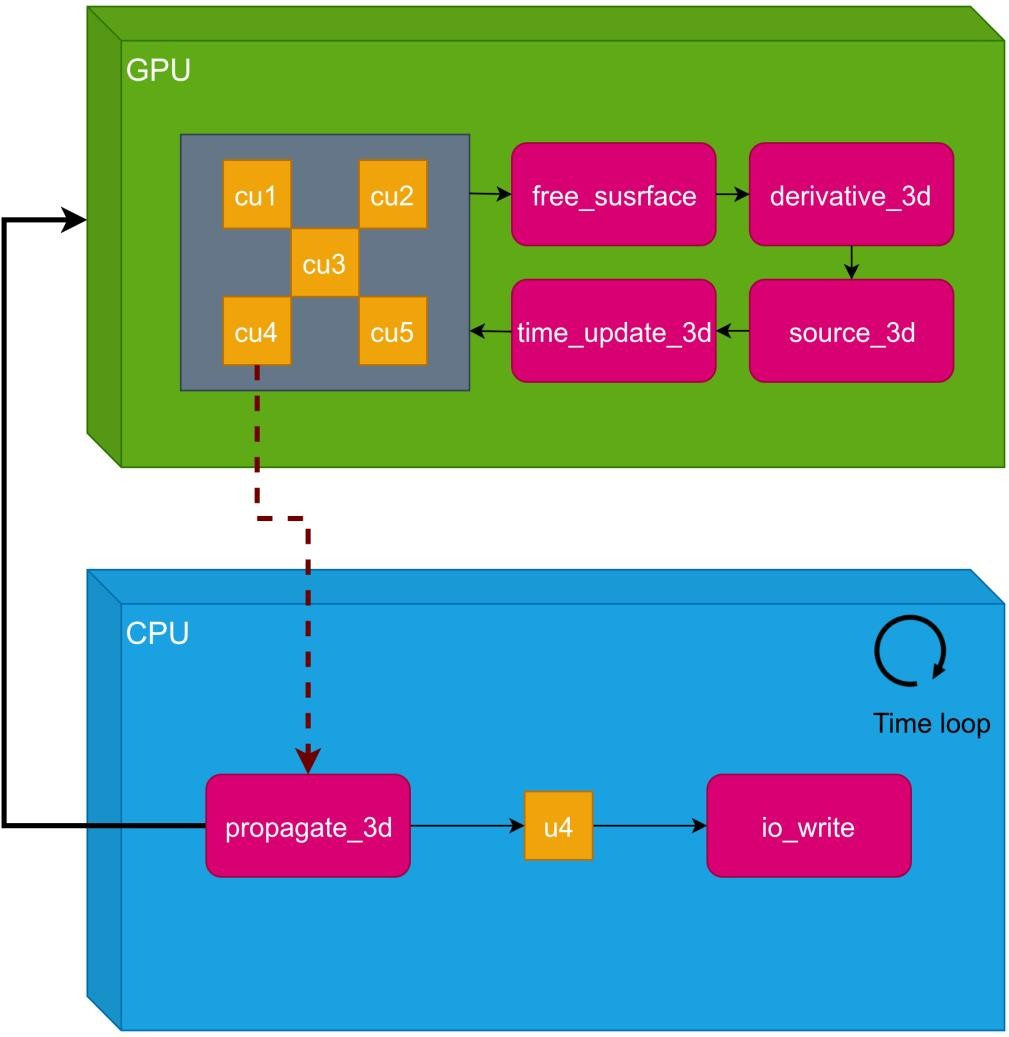 GPU
cu1
cu2
cu3
cu4
cu5
free_susrface
derivative_3d
time_update_3d
source_3d
CPU
Time loop
propagate_3d
u4
io_write